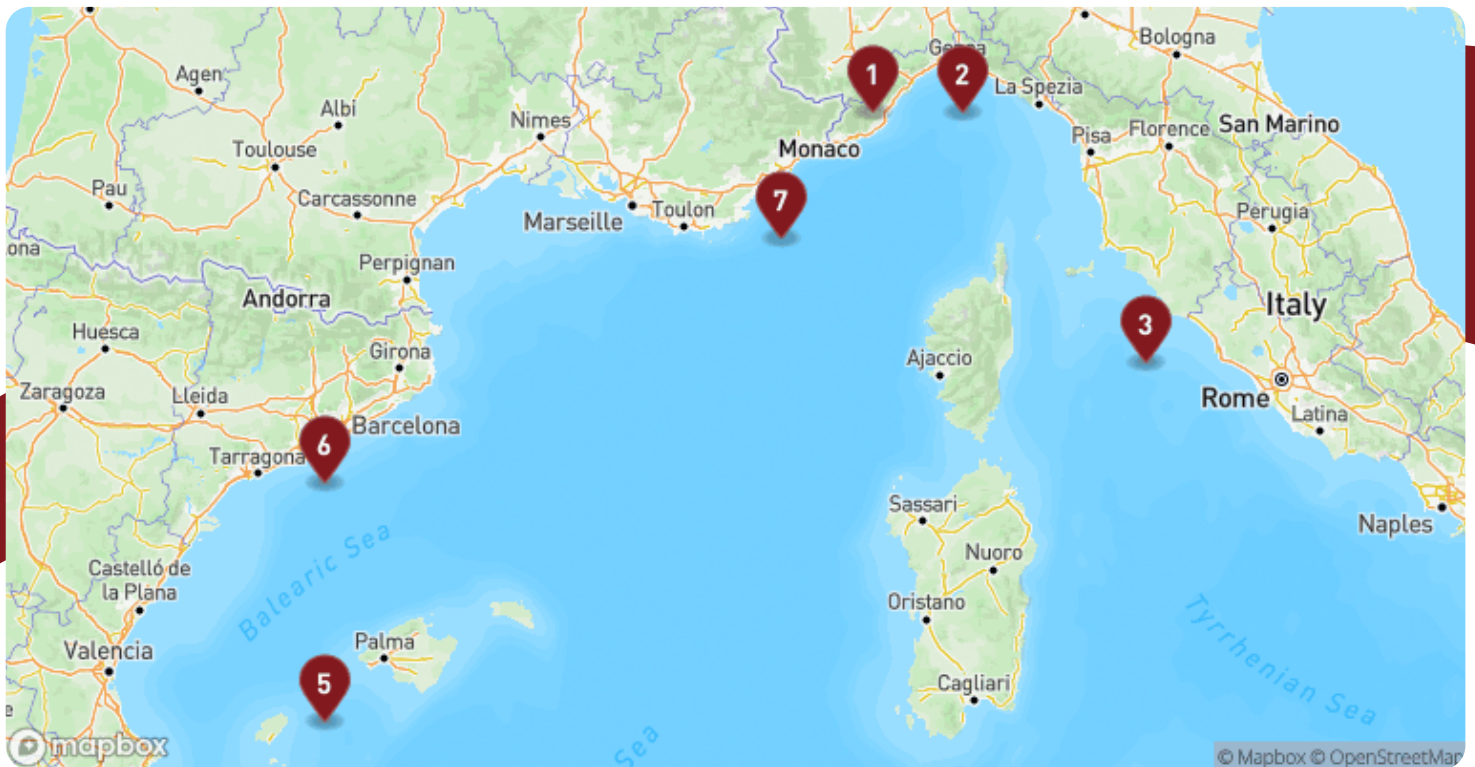 Bologna
Genoa
Agen
La Spezia
1
2
Albi
Nimes
San Marino
Pisa
Florence
Toulouse
Monaco
Pau
Carcassonne
7
Marseille
Toulon
Perugia
ona
Perpignan
Andorra
Italy
Huesca
3
Girona
Ajaccio
Zaragoza
Lleida
Rome
Latina
Barcelona
6
Tarragona
Sassari
Naples
Balearic Sea
Nuoro
Castelló de
la Plana
Oristano
Palma
Valencia
Tyrrhenian Sea
5
Cagliari
e
Sea
mapbox
© Mapbox © OpenStreetMap